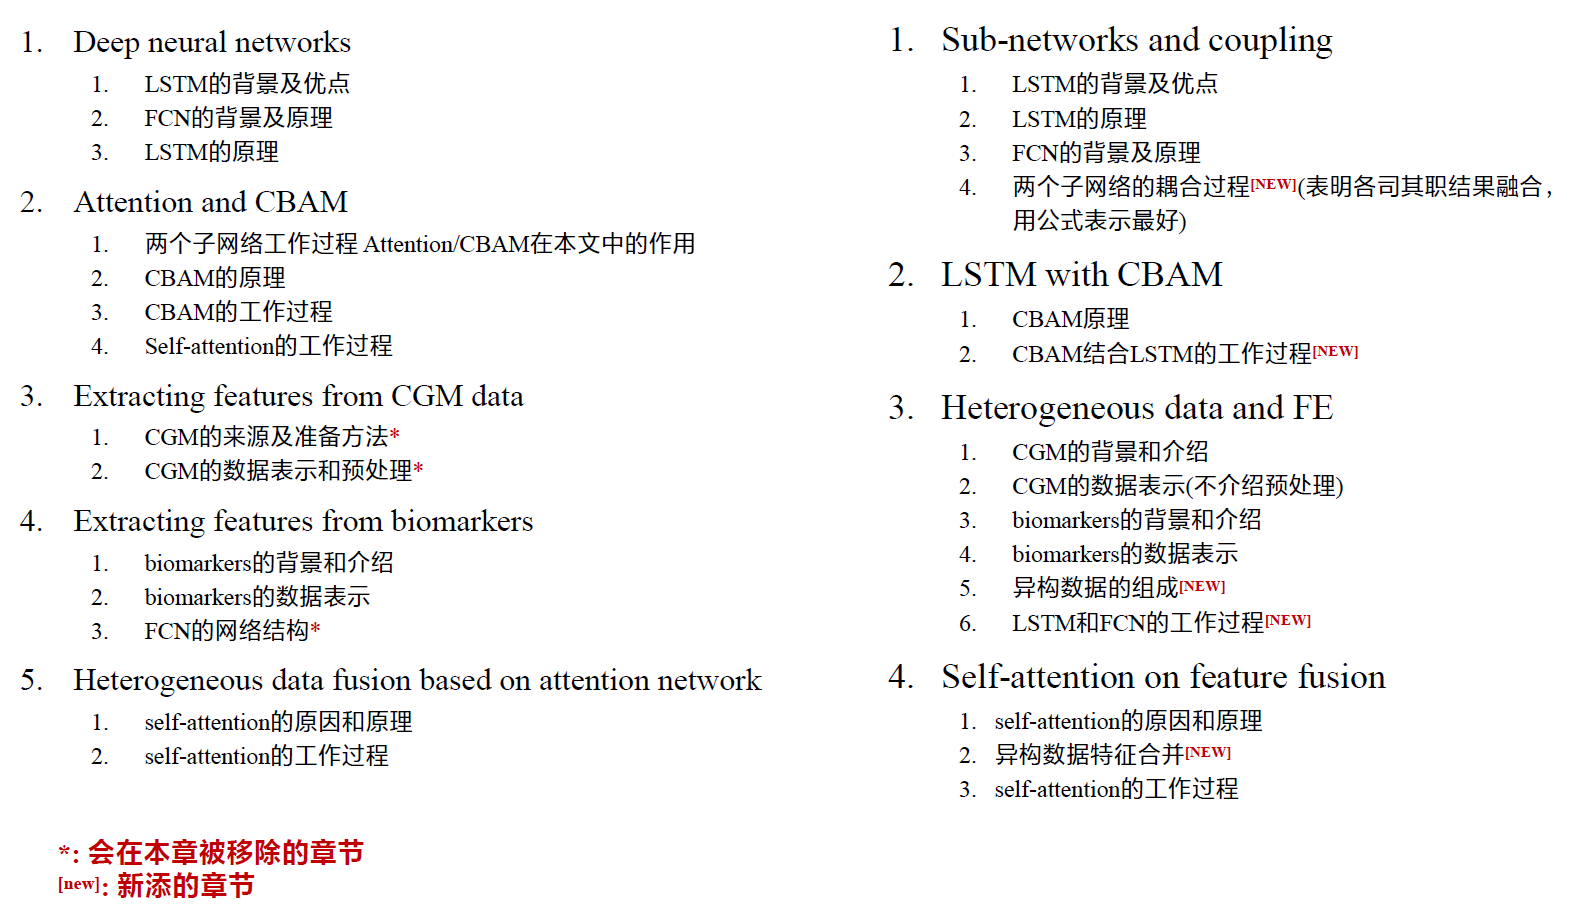 1. Deep neural networks
1. LSTM的背景及优点
2. FCN的背景及原理
3. LSTM的原理
2. Attention and CBAM
1. 两个子网络工作过程 Attention/CBAM在本文中的作用
2. CBAM的原理
3. CBAM的工作过程
4. Self-attention的工作过程
3. Extracting features from CGM data
1. CGM的来源及准备方法*
2. CGM的数据表示和预处理*
4. Extracting features from biomarkers
1. biomarkers的背景和介绍
2. biomarkers的数据表示
3. FCN的网络结构*
5. Heterogeneous data fusion based on attention network
1. self-attention的原因和原理
2. self-attention的工作过程
*: 会在本章被移除的章节
[new]: 新添的章节
1. Sub-networks and coupling
1. LSTM的背景及优点
2. LSTM的原理
3. FCN的背景及原理
4. 两个子网络的耦合过程[NEW](表明各司其职结果融合，
用公式表示最好)
2. LSTM with CBAM
1. CBAM原理
2. CBAM结合LSTM的工作过程[NEW]
3. Heterogeneous data and FE
1. CGM的背景和介绍
2. CGM的数据表示(不介绍预处理)
3. biomarkers的背景和介绍
4. biomarkers的数据表示
5. 异构数据的组成[NEW]
6. LSTM和FCN的工作过程[NEW]
4. Self-attention on feature fusion
1. self-attention的原因和原理
2. 异构数据特征合并[NEW]
3. self-attention的工作过程